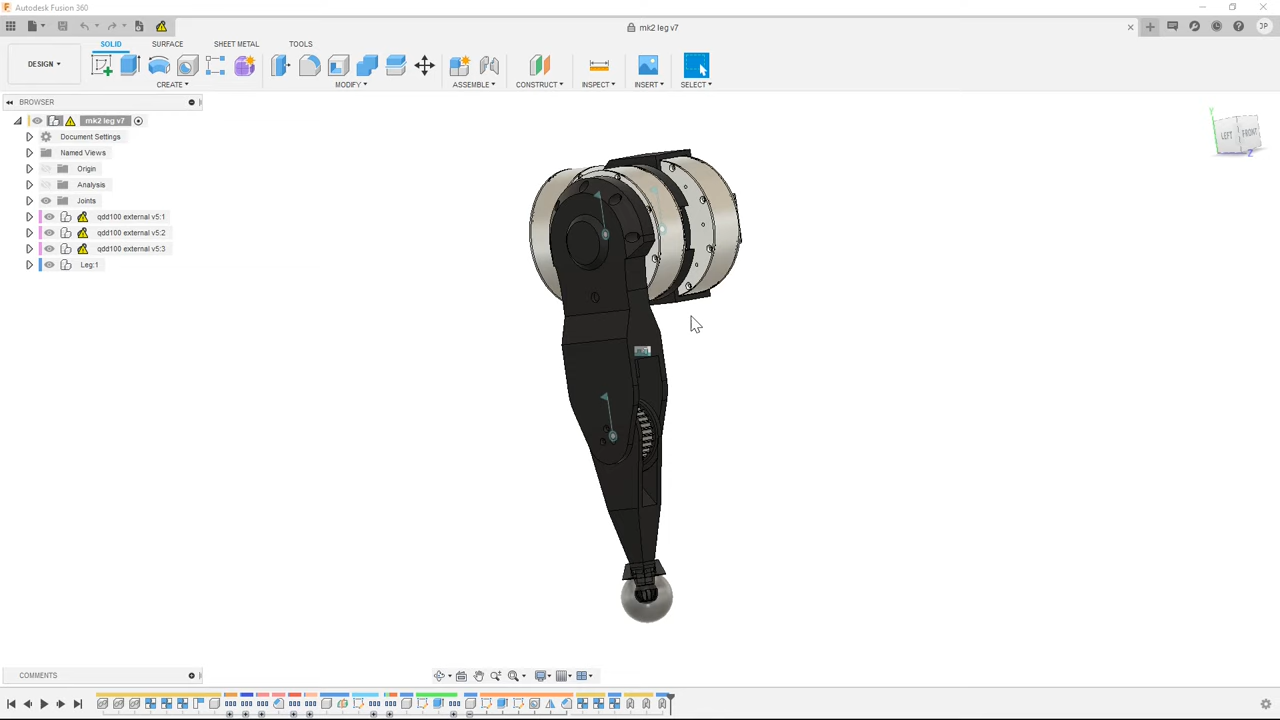 Autodesk Fusion 360
mk2 leg v7
JP
SOLID
SURFACE
SHEET METAL
TOOLS
DESIGN
CREATE
MODIFY
ASSEMBLE
CONSTRUCT
INSPECT
INSERT
SELECT
BROWSER
mk2 leg v7
Document Settings
Named Views
Origin
Analysis
Joints
qdd100 external v5:1
qdd100 external v5:2
qdd100 external v5:3
Leg:1
Y
LEFT
FRONT
Z
COMMENTS